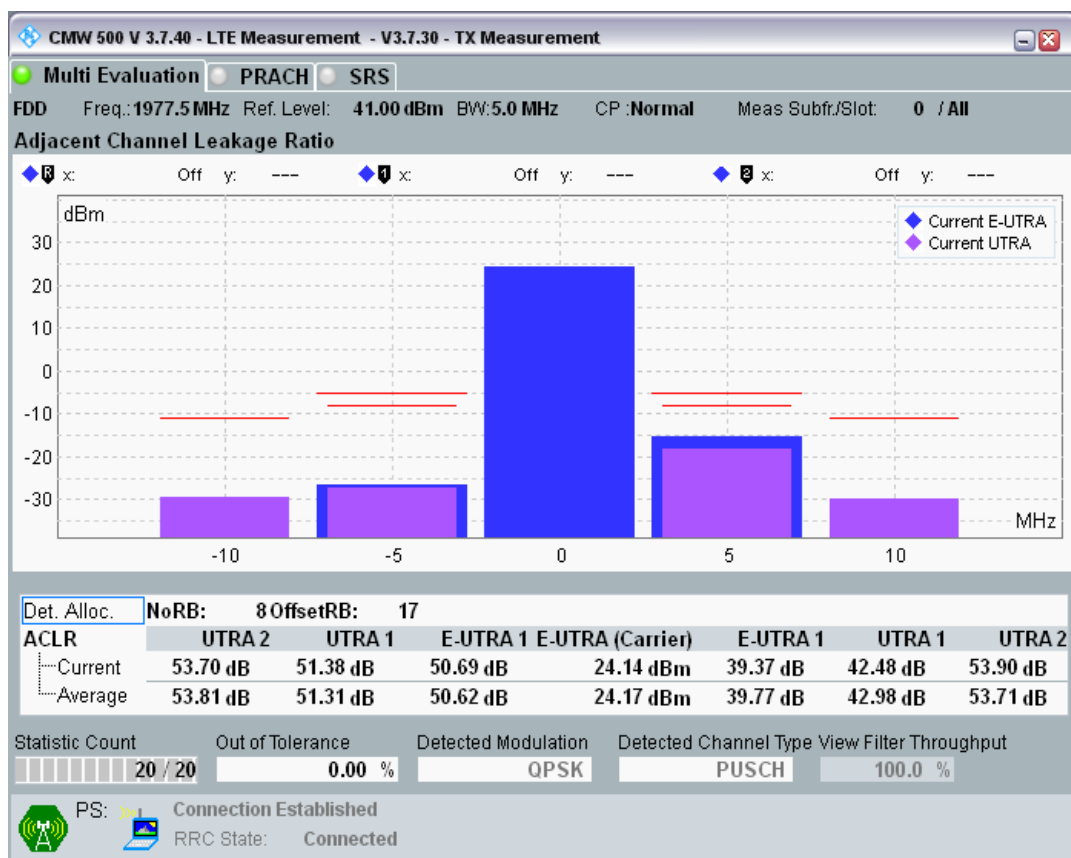 CMW 500 V 3.7.40 - LTE Measurement - V3.7.30 - TX Measurement
Multi Evaluation PRACH SRS
FDD Freq.: 1977.5 MHz Ref. Level: 41.00 dBm BW: 5.0 MHz CP : Normal Meas Subfr./Slot: 0 / All
Adjacent Channel Leakage Ratio
R x: Off y: --- 1 x: Off y: --- 2 x: Off y: ---
dBm
Current E-UTRA
Current UTRA
30
20
10
0
-10
-20
-30
MHz
-10 -5 0 5 10
Det. Alloc. NoRB: 8 OffsetRB: 17
ACLR UTRA 2 UTRA 1 E-UTRA 1 E-UTRA (Carrier) E-UTRA 1 UTRA 1 UTRA 2
Current 53.70 dB 51.38 dB 50.69 dB 24.14 dBm 39.37 dB 42.48 dB 53.90 dB
Average 53.81 dB 51.31 dB 50.62 dB 24.17 dBm 39.77 dB 42.98 dB 53.71 dB
Statistic Count Out of Tolerance Detected Modulation Detected Channel Type View Filter Throughput
20 / 20 0.00 % QPSK PUSCH 100.0 %
PS: Connection Established
RRC State: Connected